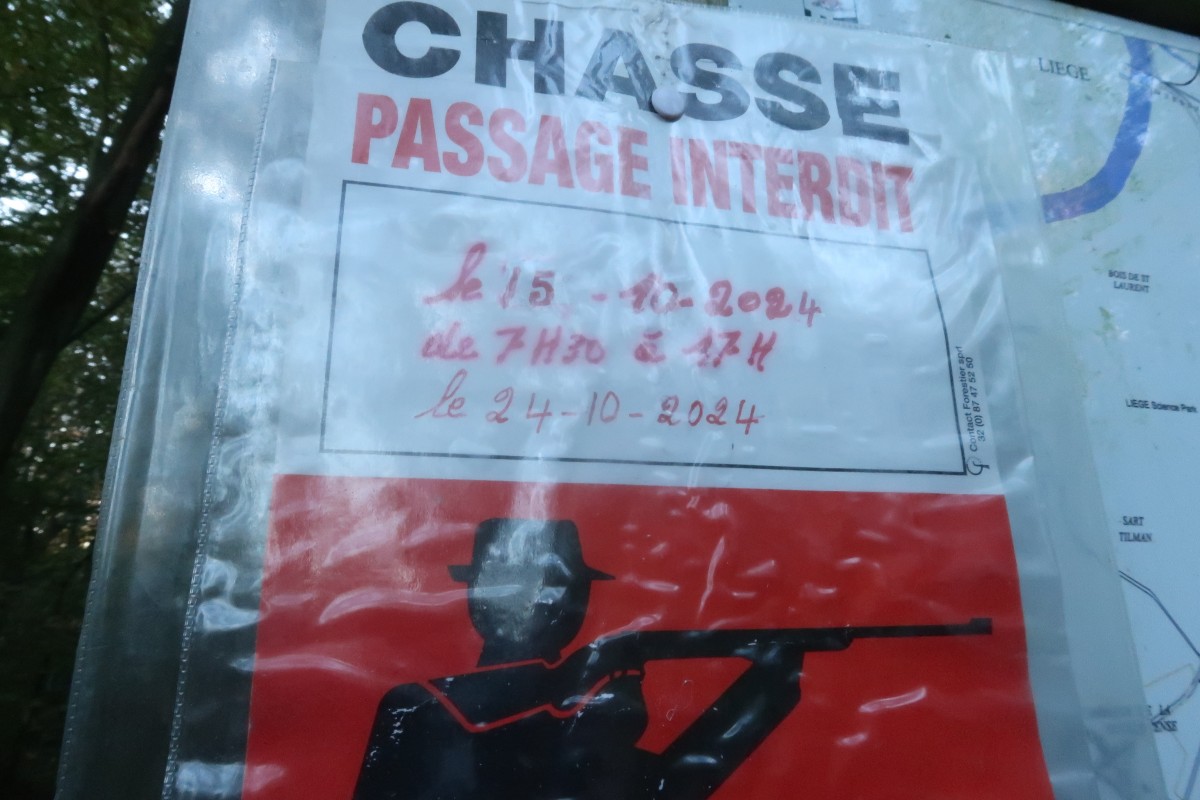 CHASSE
PASSAGE INTERDIT
le 15 - 10 - 2024
de 7H30 à 17H
le 24-10-2024
Contact Forestier sprl
32 (0) 87 47 52 50
LIEGE
BOIS DE ST
LAURENT
LIEGE Science Park
SART
TILMAN
LA